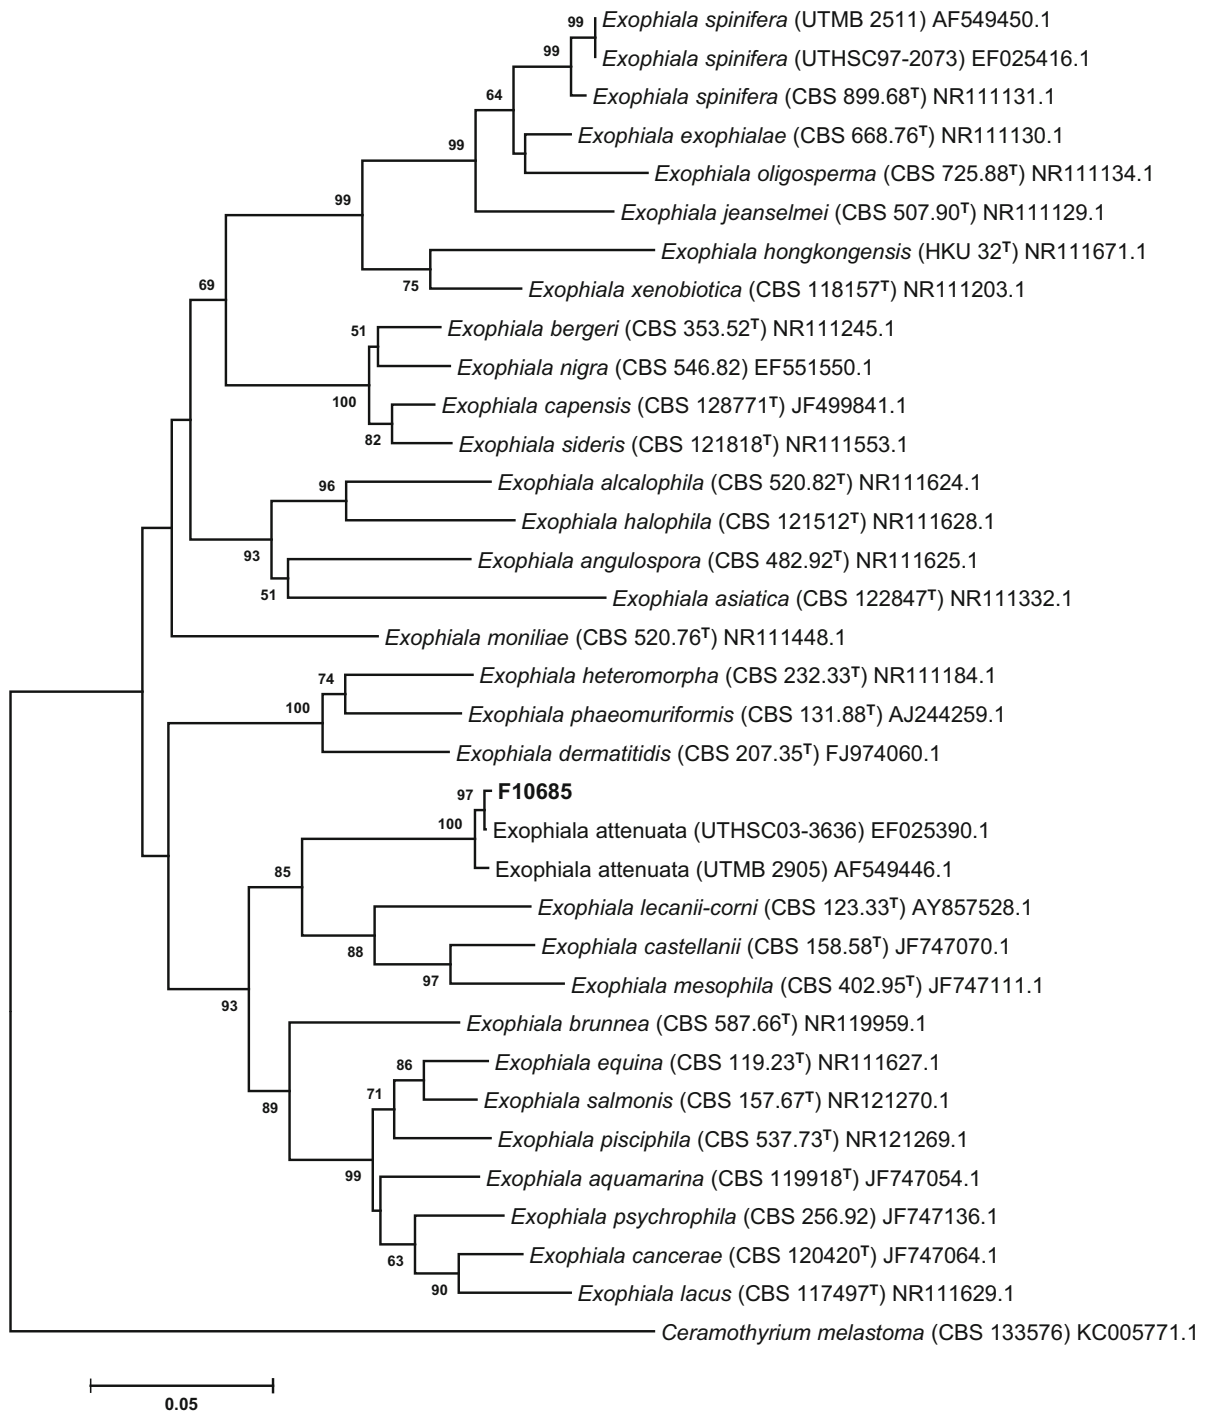 99 Exophiala spinifera (UTMB 2511) AF549450.1
99 Exophiala spinifera (UTHSC97-2073) EF025416.1
64 Exophiala spinifera (CBS 899.68ᵀ) NR111131.1
Exophiala exophialae (CBS 668.76ᵀ) NR111130.1
99
Exophiala oligosperma (CBS 725.88ᵀ) NR111134.1
99
Exophiala jeanselmei (CBS 507.90ᵀ) NR111129.1
Exophiala hongkongensis (HKU 32ᵀ) NR111671.1
69 75
Exophiala xenobiotica (CBS 118157ᵀ) NR111203.1
51 Exophiala bergeri (CBS 353.52ᵀ) NR111245.1
Exophiala nigra (CBS 546.82) EF551550.1
100 Exophiala capensis (CBS 128771ᵀ) JF499841.1
82 Exophiala sideris (CBS 121818ᵀ) NR111553.1
96 Exophiala alcalophila (CBS 520.82ᵀ) NR111624.1
Exophiala halophila (CBS 121512ᵀ) NR111628.1
93 Exophiala angulospora (CBS 482.92ᵀ) NR111625.1
51 Exophiala asiatica (CBS 122847ᵀ) NR111332.1
Exophiala moniliae (CBS 520.76ᵀ) NR111448.1
74 Exophiala heteromorpha (CBS 232.33ᵀ) NR111184.1
100 Exophiala phaeomuriformis (CBS 131.88ᵀ) AJ244259.1
Exophiala dermatitidis (CBS 207.35ᵀ) FJ974060.1
97 F10685
100 Exophiala attenuata (UTHSC03-3636) EF025390.1
85 Exophiala attenuata (UTMB 2905) AF549446.1
Exophiala lecanii-corni (CBS 123.33ᵀ) AY857528.1
88 Exophiala castellanii (CBS 158.58ᵀ) JF747070.1
97 Exophiala mesophila (CBS 402.95ᵀ) JF747111.1
93
Exophiala brunnea (CBS 587.66ᵀ) NR119959.1
86 Exophiala equina (CBS 119.23ᵀ) NR111627.1
89 71 Exophiala salmonis (CBS 157.67ᵀ) NR121270.1
Exophiala pisciphila (CBS 537.73ᵀ) NR121269.1
99 Exophiala aquamarina (CBS 119918ᵀ) JF747054.1
Exophiala psychrophila (CBS 256.92) JF747136.1
63 Exophiala cancerae (CBS 120420ᵀ) JF747064.1
90 Exophiala lacus (CBS 117497ᵀ) NR111629.1
Ceramothyrium melastoma (CBS 133576) KC005771.1
0.05